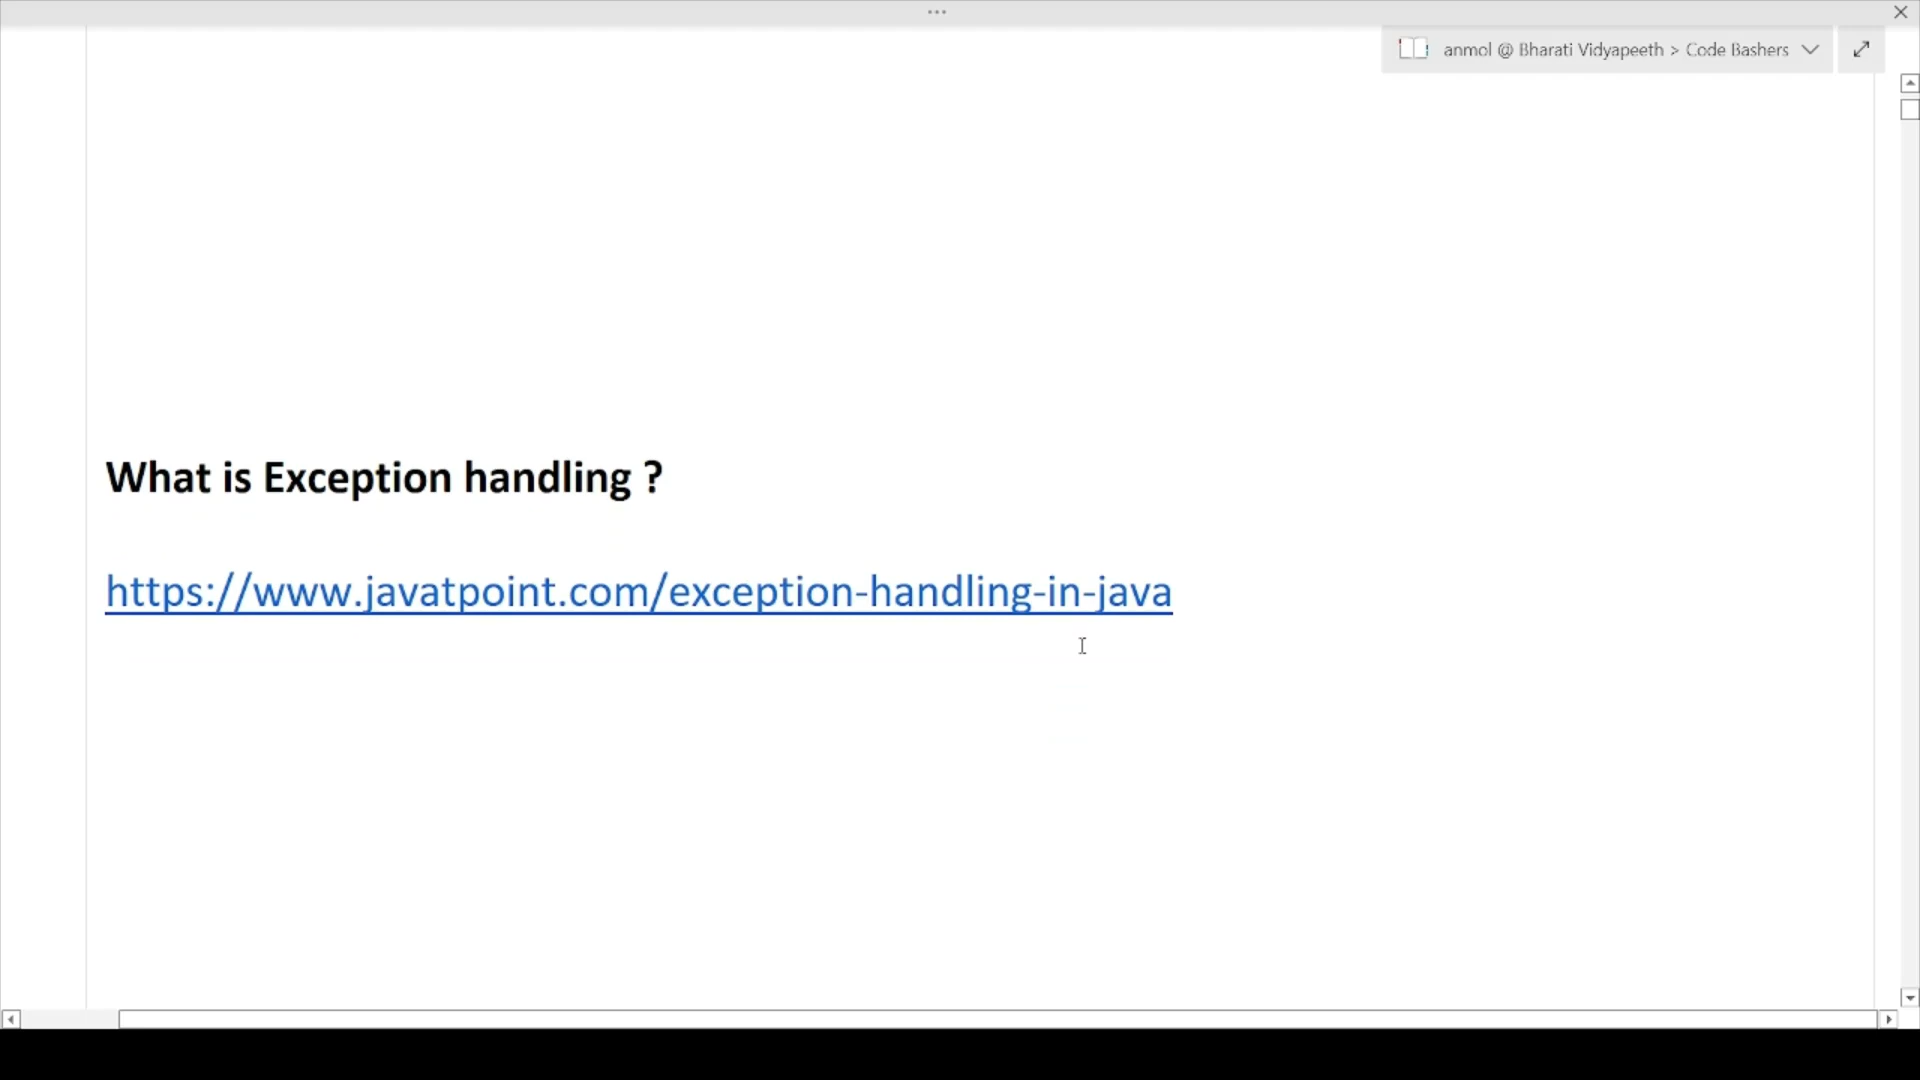 anmol @ Bharati Vidyapeeth > Code Bashers
What is Exception handling ?
https://www.javatpoint.com/exception-handling-in-java